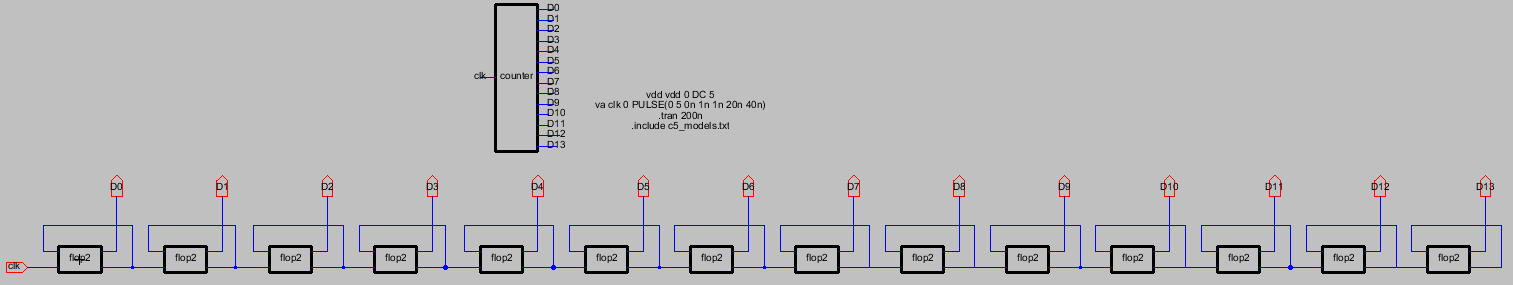 D0
D1
D2
D3
D4
D5
D6
D7
D8
D9
D10
D11
D12
D13
clk counter
vdd vdd 0 DC 5
va clk 0 PULSE(0 5 0n 1n 1n 20n 40n)
.tran 200n
.include c5_models.txt
D0 D1 D2 D3 D4 D5 D6 D7 D8 D9 D10 D11 D12 D13
clk flop2 flop2 flop2 flop2 flop2 flop2 flop2 flop2 flop2 flop2 flop2 flop2 flop2 flop2